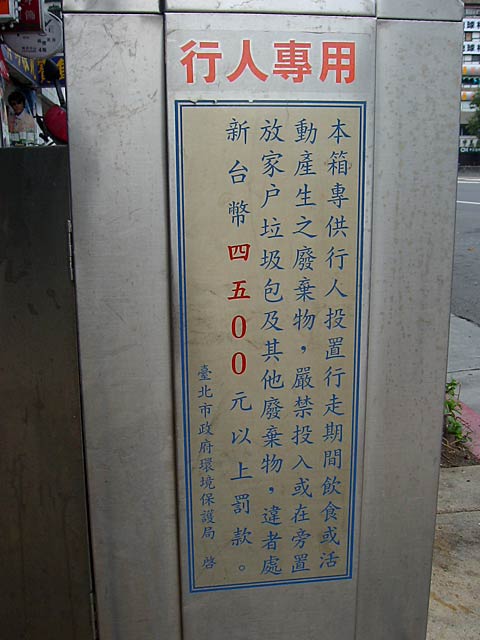 行人專用
本箱專供行人投置行走期間飲食或活
動產生之廢棄物，嚴禁投入或在旁置
放家戶垃圾包及其他廢棄物，違者處
新台幣四五00元以上罰款。
臺北市政府環境保護局 啓